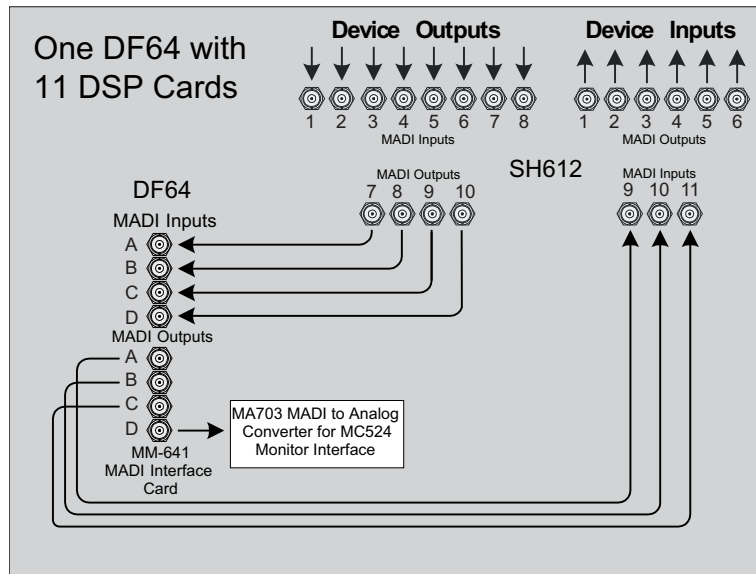 One DF64 with
11 DSP Cards
Device Outputs
1 2 3 4 5 6 7 8
MADI Inputs
Device Inputs
1 2 3 4 5 6
MADI Outputs
SH612
MADI Outputs
7 8 9 10
MADI Inputs
9 10 11
DF64
MADI Inputs
A
B
C
D
MADI Outputs
A
B
C
D
MM-641
MADI Interface
Card
MA703 MADI to Analog
Converter for MC524
Monitor Interface